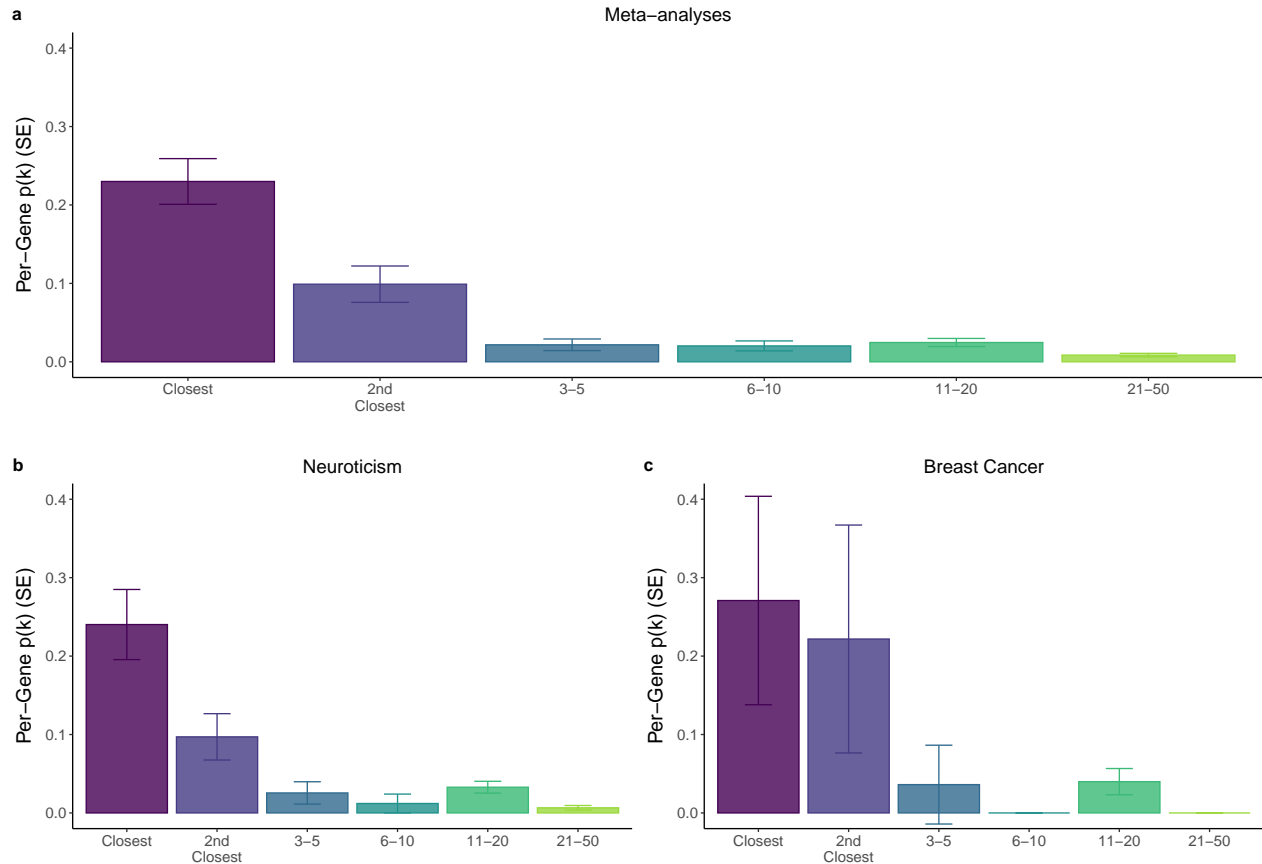 a
Meta−analyses
Per−Gene p(k) (SE)
0.4
0.3
0.2
0.1
0.0
Closest
2nd
Closest
3−5
6−10
11−20
21−50
b
Neuroticism
Per−Gene p(k) (SE)
0.4
0.3
0.2
0.1
0.0
Closest
2nd
Closest
3−5
6−10
11−20
21−50
c
Breast Cancer
Per−Gene p(k) (SE)
0.4
0.3
0.2
0.1
0.0
Closest
2nd
Closest
3−5
6−10
11−20
21−50